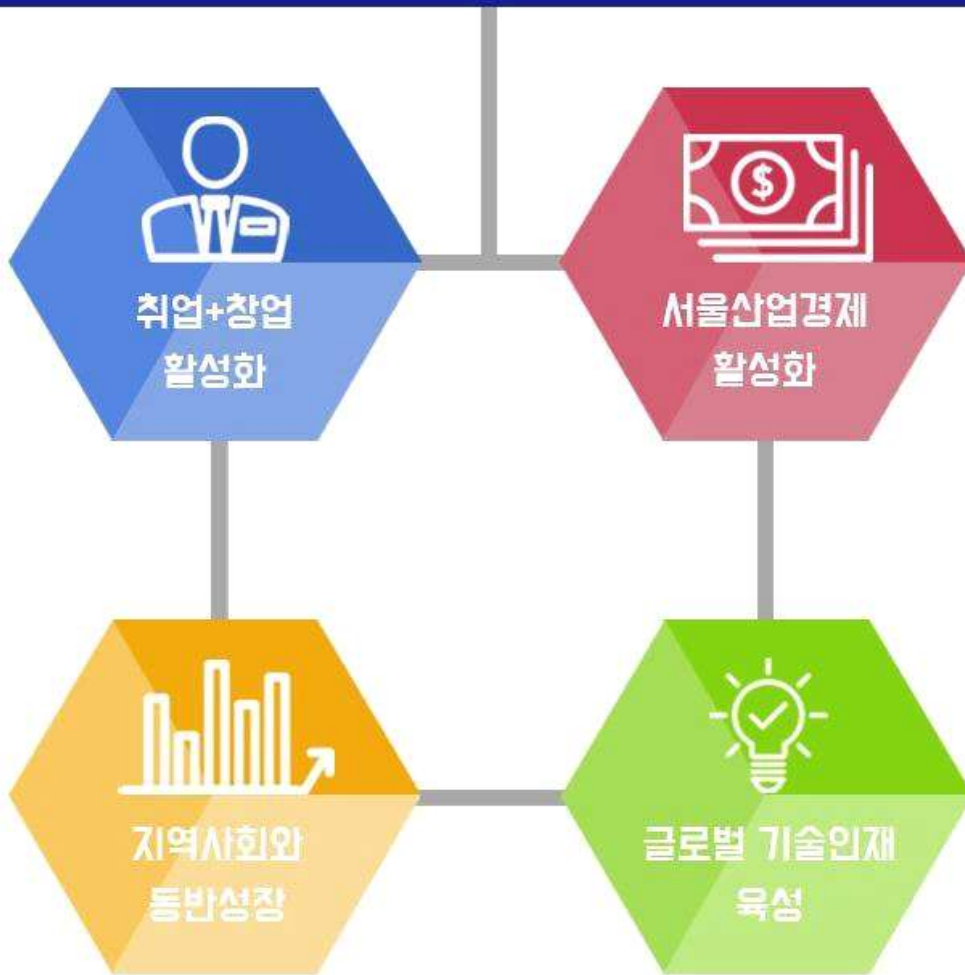 취업+창업
활성화
서울산업경제
활성화
지역사회와
동반성장
글로벌 기술인재
육성